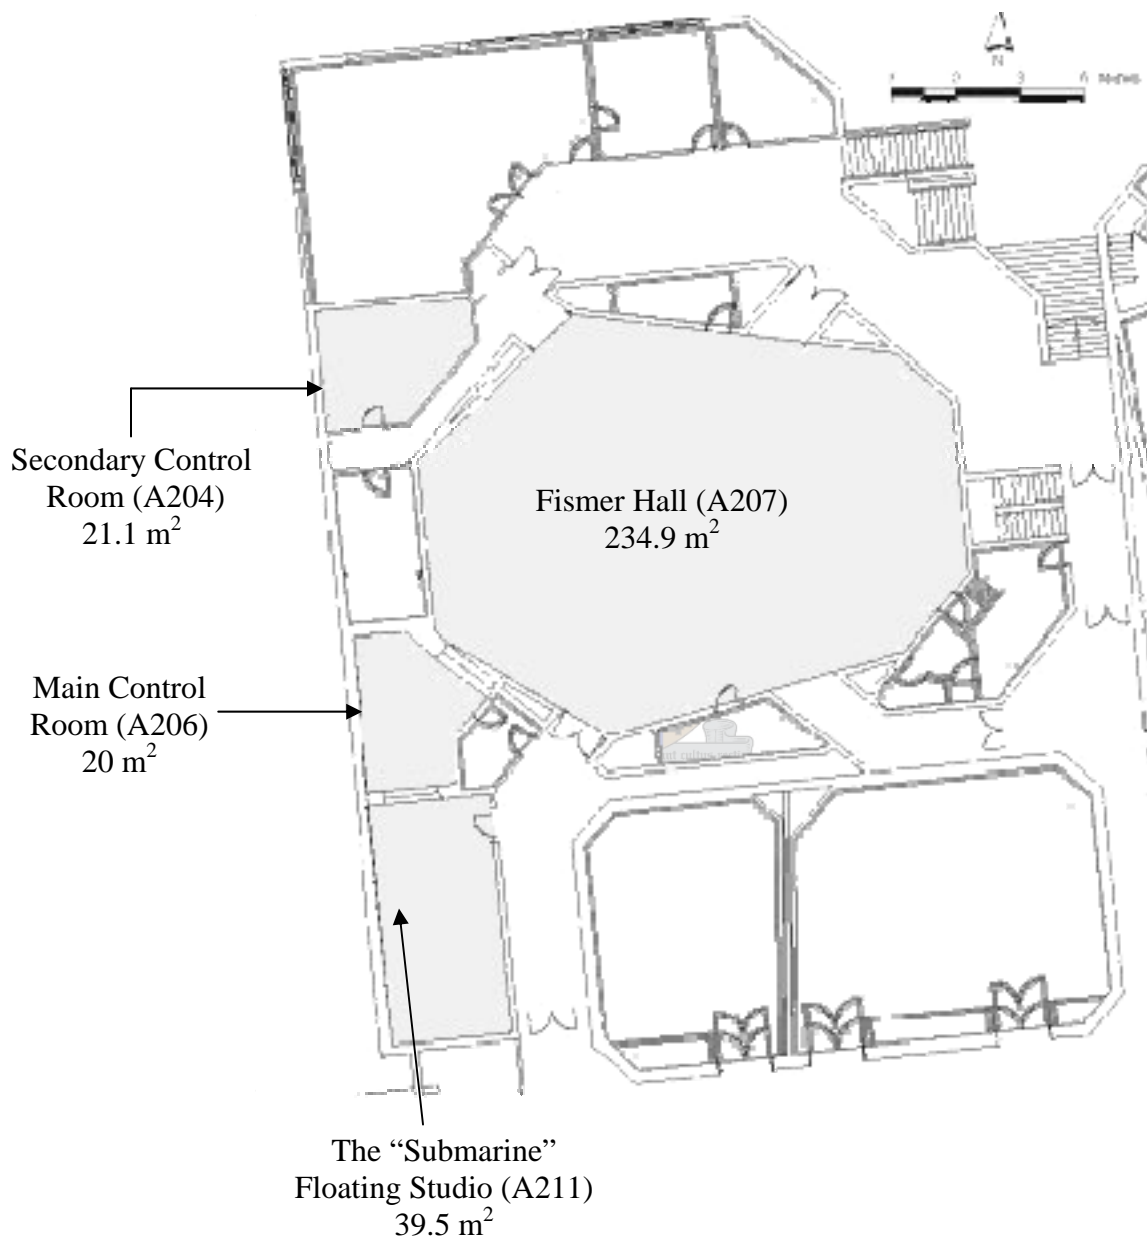 N
Secondary Control
Room (A204)
21.1 m²
Fismer Hall (A207)
234.9 m²
Main Control
Room (A206)
20 m²
The “Submarine”
Floating Studio (A211)
39.5 m²